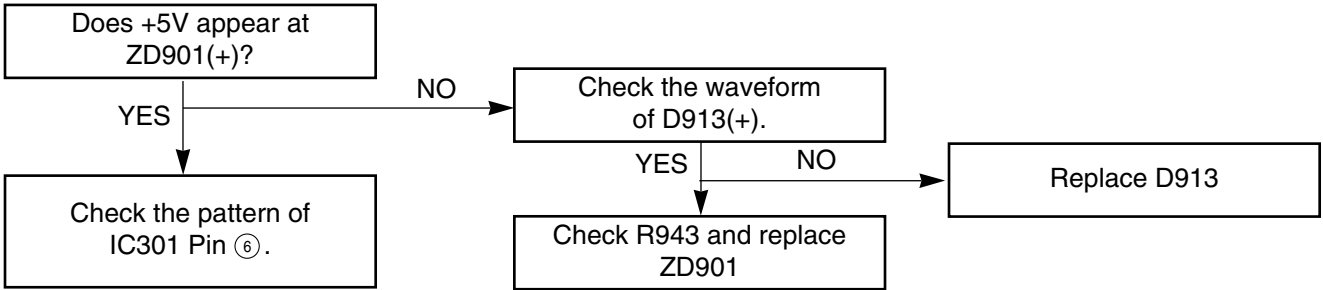 Does +5V appear at
ZD901(+)?
YES
NO
Check the pattern of
IC301 Pin ⑥.
Check the waveform
of D913(+).
YES
NO
Check R943 and replace
ZD901
Replace D913